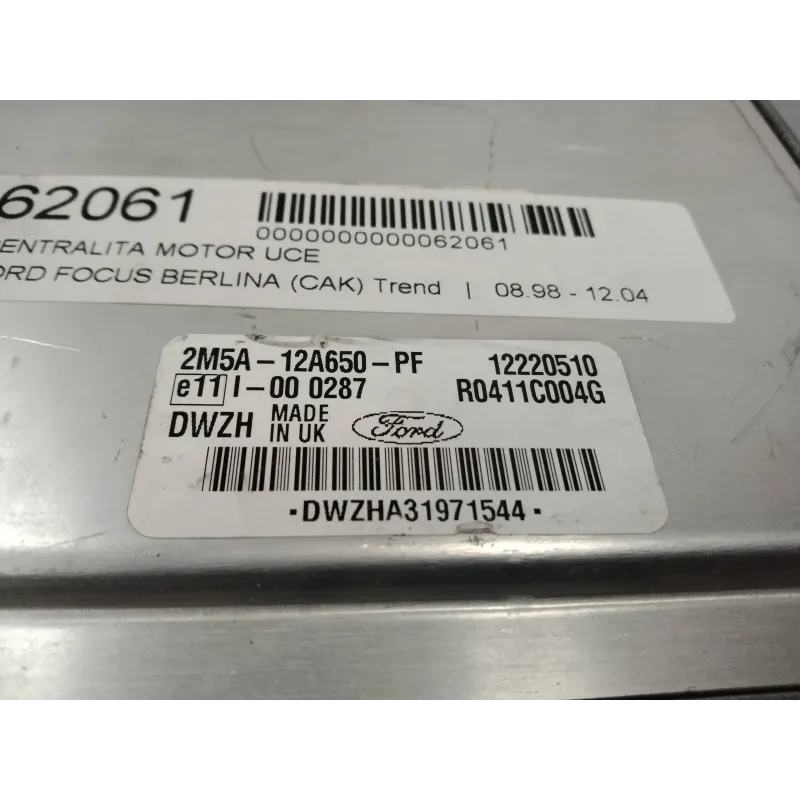 62061
0000000000062061
ENTRALITA MOTOR UCE
ORD FOCUS BERLINA (CAK) Trend | 08.98 - 12.04
2M5A-12A650-PF 12220510
e11 I-00 0287 R0411C004G
DWZH MADE IN UK Ford
·DWZHA31971544·